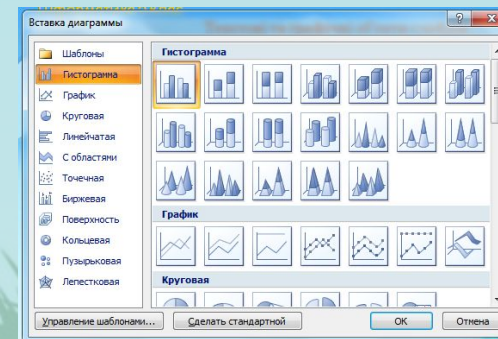 Вставка диаграммы
Шаблоны
Гистограмма
График
Круговая
Линейчатая
С областями
Точечная
Биржевая
Поверхность
Кольцевая
Пузырьковая
Лепестковая
Гистограмма
График
Круговая
Управление шаблонами...
Сделать стандартной
ОК
Отмена